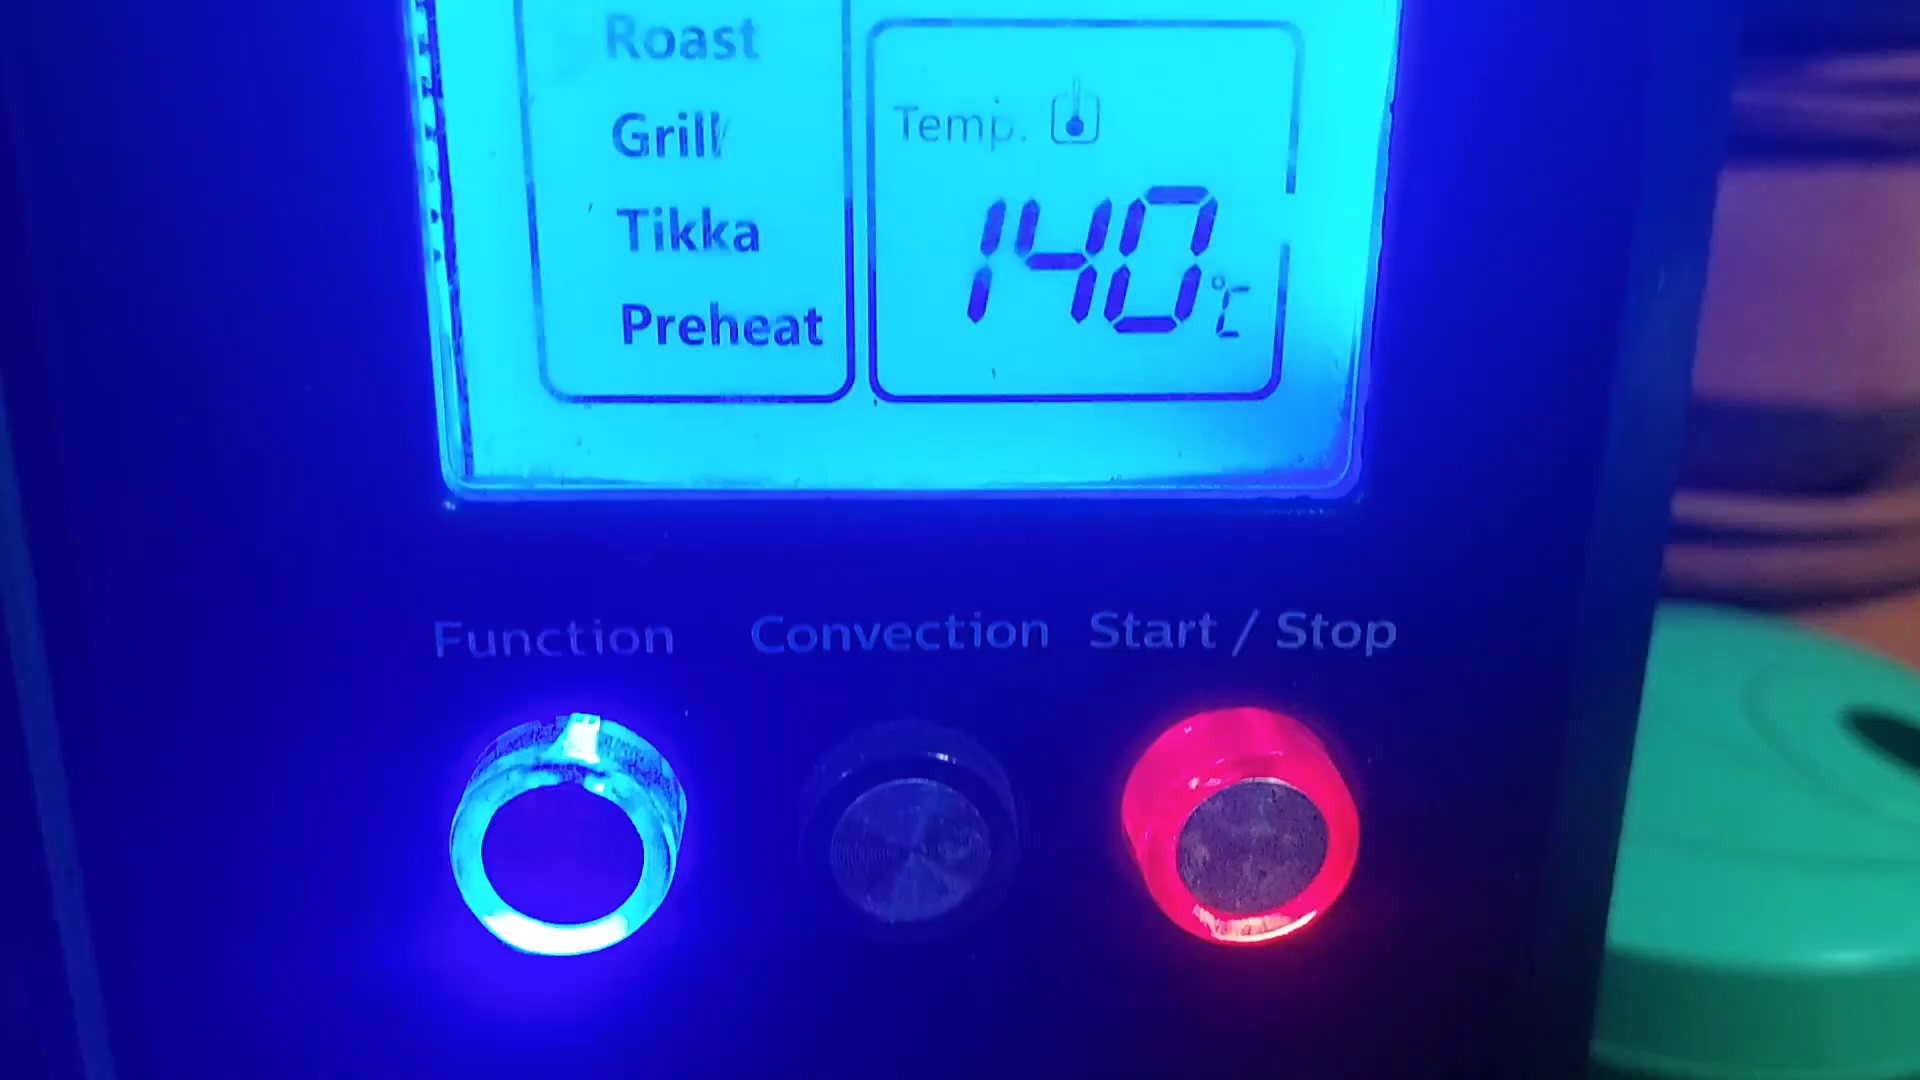 Roast
Grill
Tikka
Preheat
Temp.
140°C
Function
Convection
Start / Stop